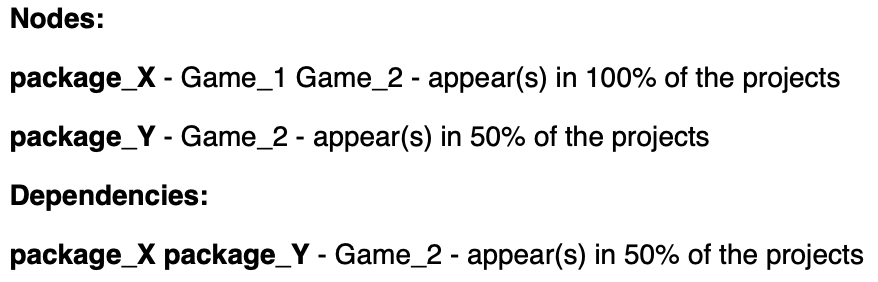 Nodes:
package_X - Game_1 Game_2 - appear(s) in 100% of the projects
package_Y - Game_2 - appear(s) in 50% of the projects
Dependencies:
package_X package_Y - Game_2 - appear(s) in 50% of the projects